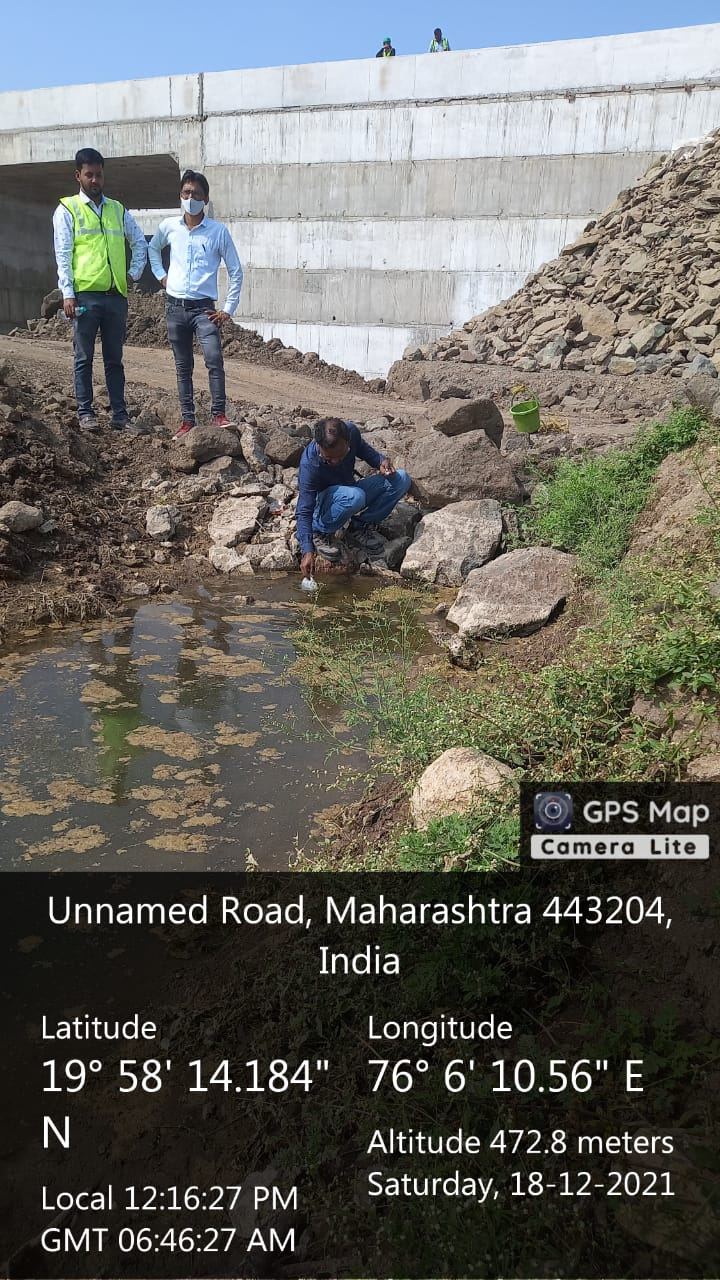 GPS Map
Camera Lite
Unnamed Road, Maharashtra 443204,
India
Latitude
19° 58' 14.184"
N
Longitude
76° 6' 10.56" E
Local 12:16:27 PM
GMT 06:46:27 AM
Altitude 472.8 meters
Saturday, 18-12-2021